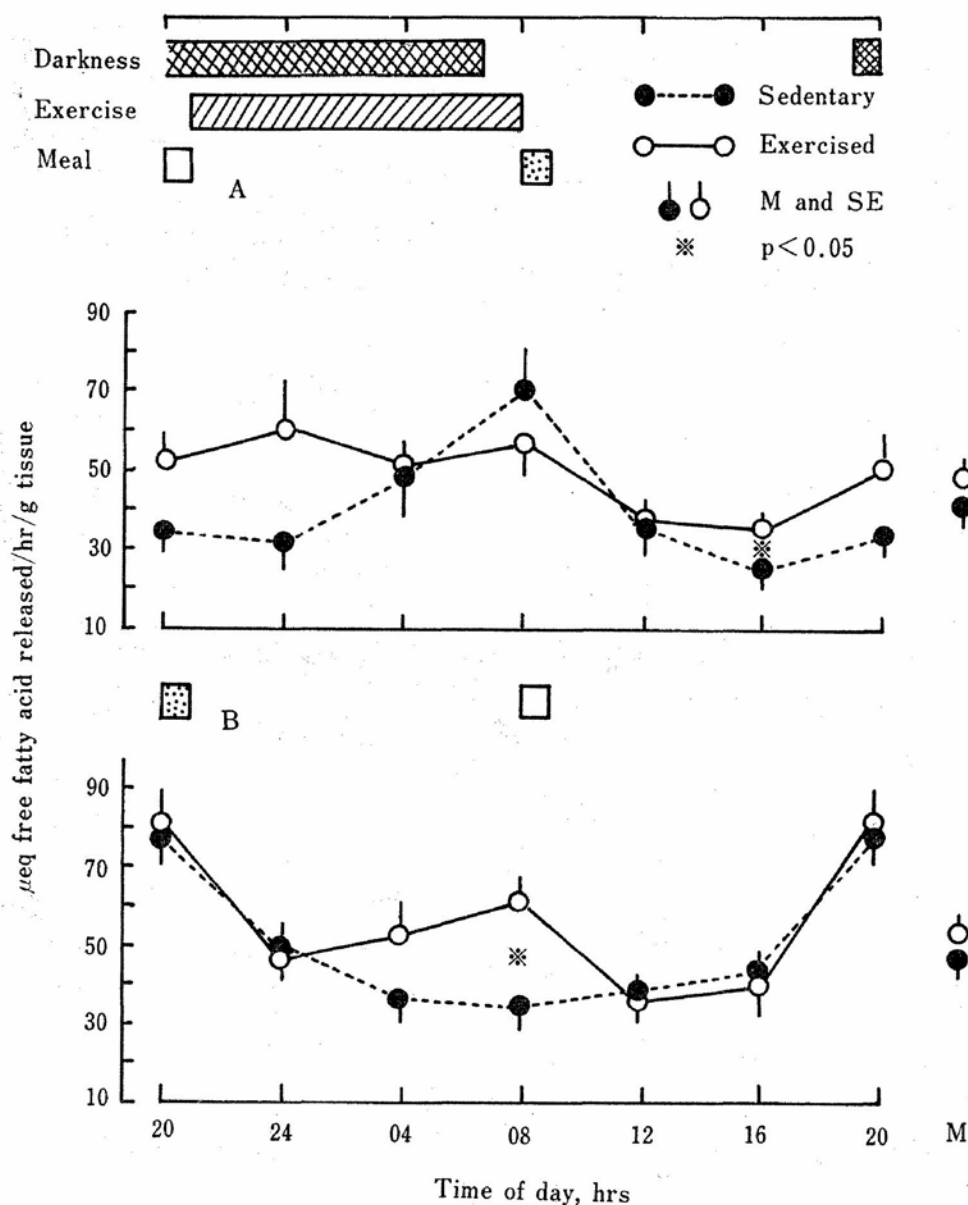 Darkness
Exercise
Meal
A
Sedentary
Exercised
M and SE
※ p<0.05
90
70
50
30
10
※
B
90
70
50
30
10
※
20 24 04 08 12 16 20 M
Time of day, hrs
μeq free fatty acid released/hr/g tissue